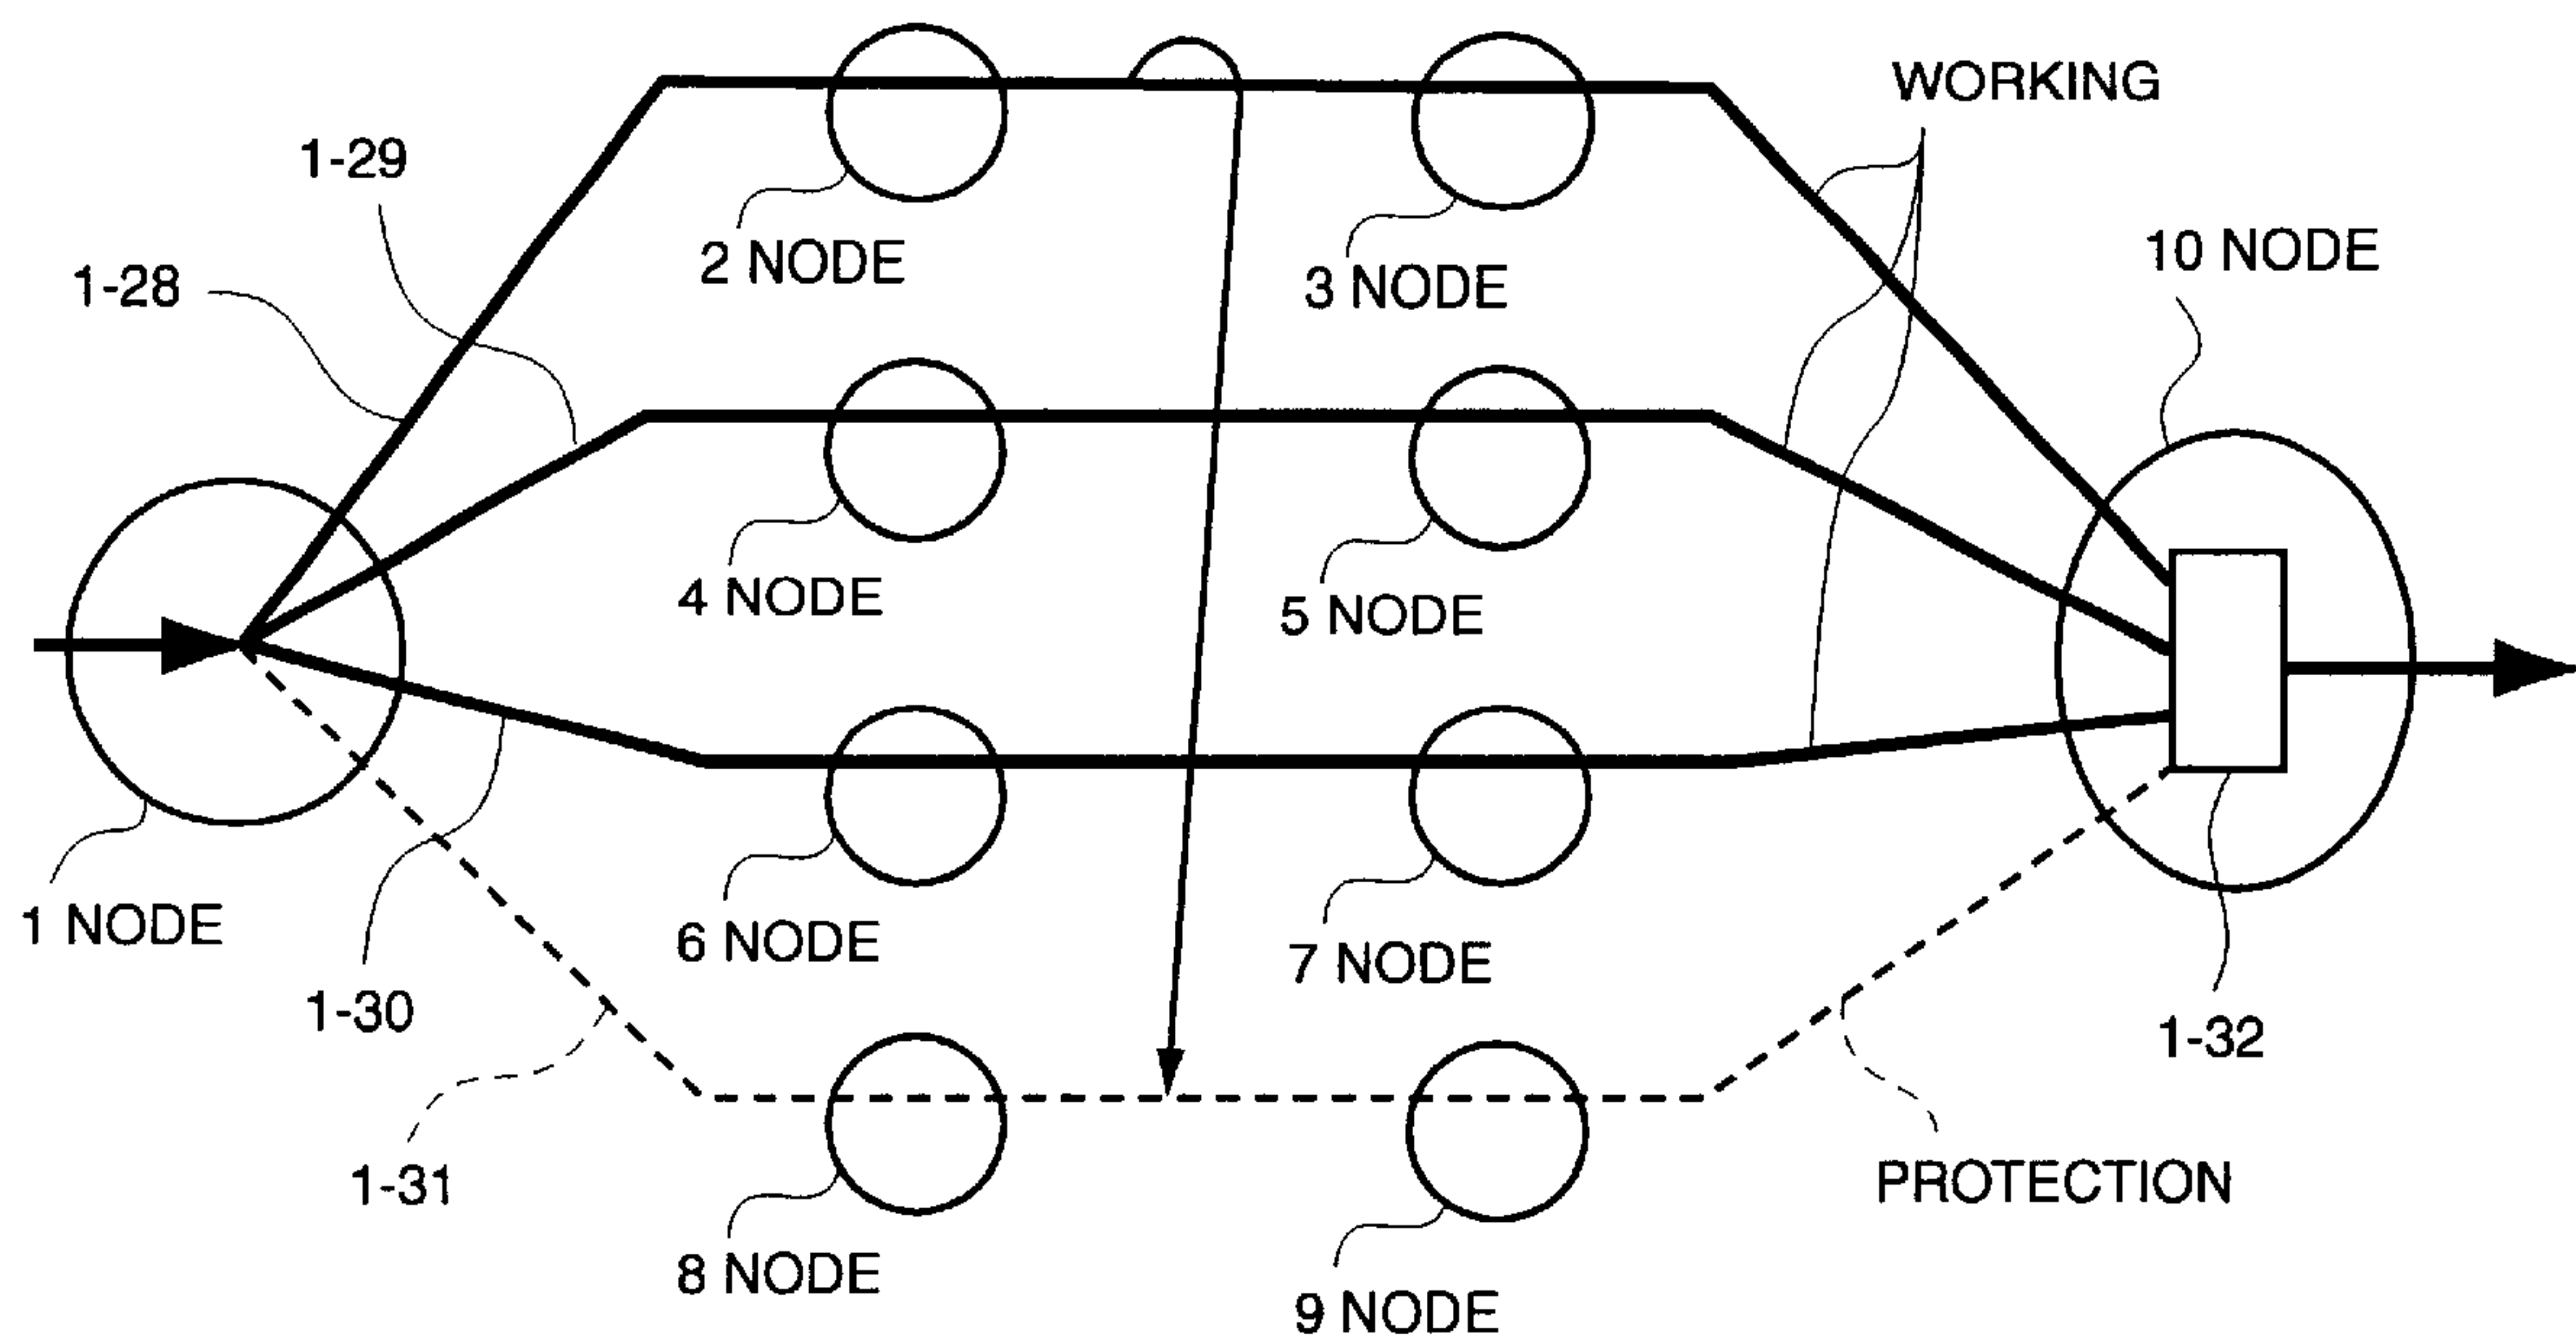 WORKING
1-29
2 NODE
3 NODE
10 NODE
1-28
4 NODE
5 NODE
1 NODE
6 NODE
7 NODE
1-30
1-32
1-31
PROTECTION
8 NODE
9 NODE